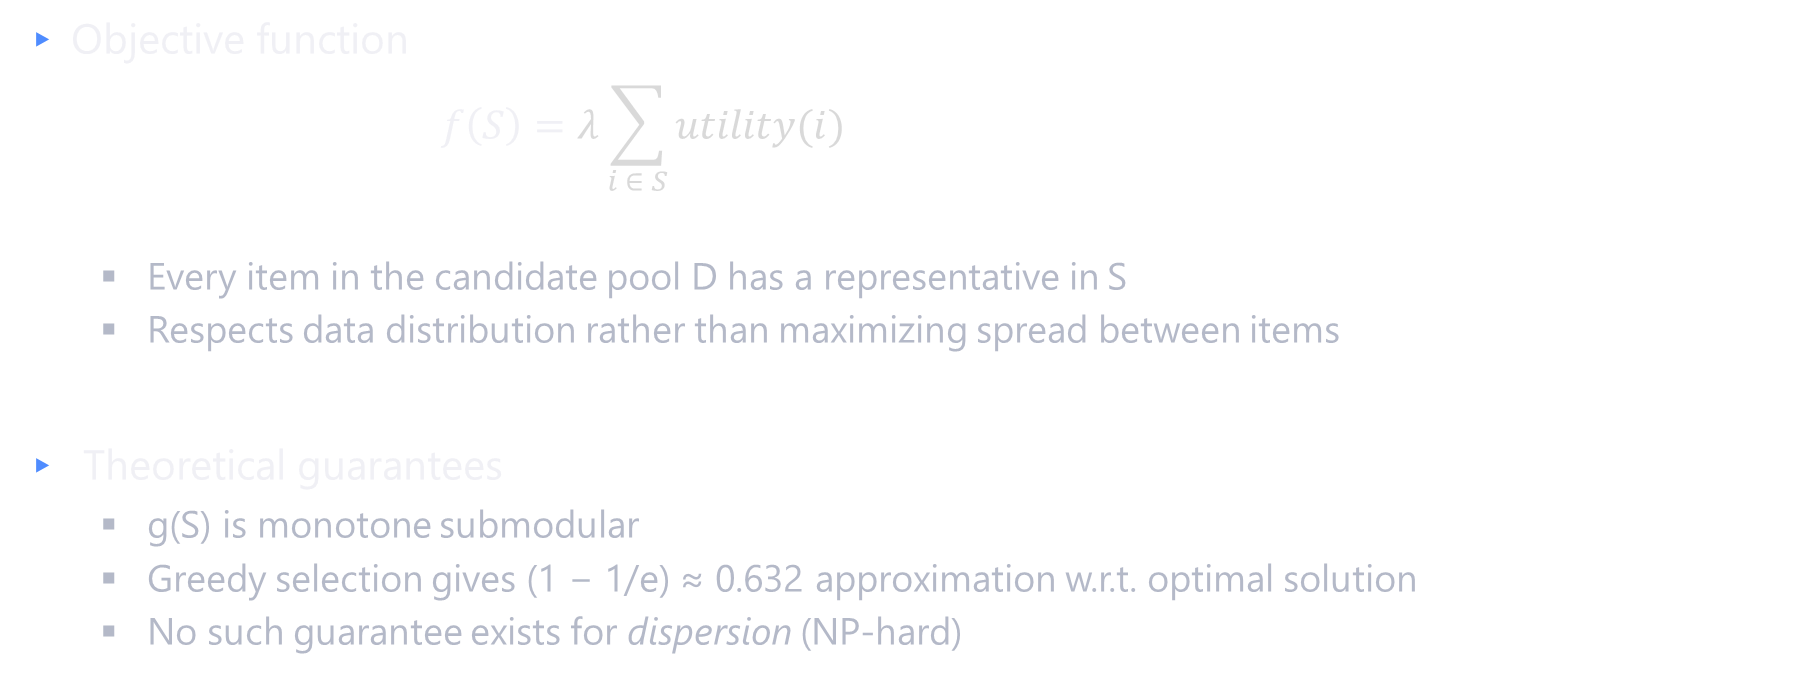 ▸ Objective function
f(S) = λ ∑ utility(i)
i ∈ S
▪ Every item in the candidate pool D has a representative in S
▪ Respects data distribution rather than maximizing spread between items
▸ Theoretical guarantees
▪ g(S) is monotone submodular
▪ Greedy selection gives (1 − 1/e) ≈ 0.632 approximation w.r.t. optimal solution
▪ No such guarantee exists for dispersion (NP-hard)